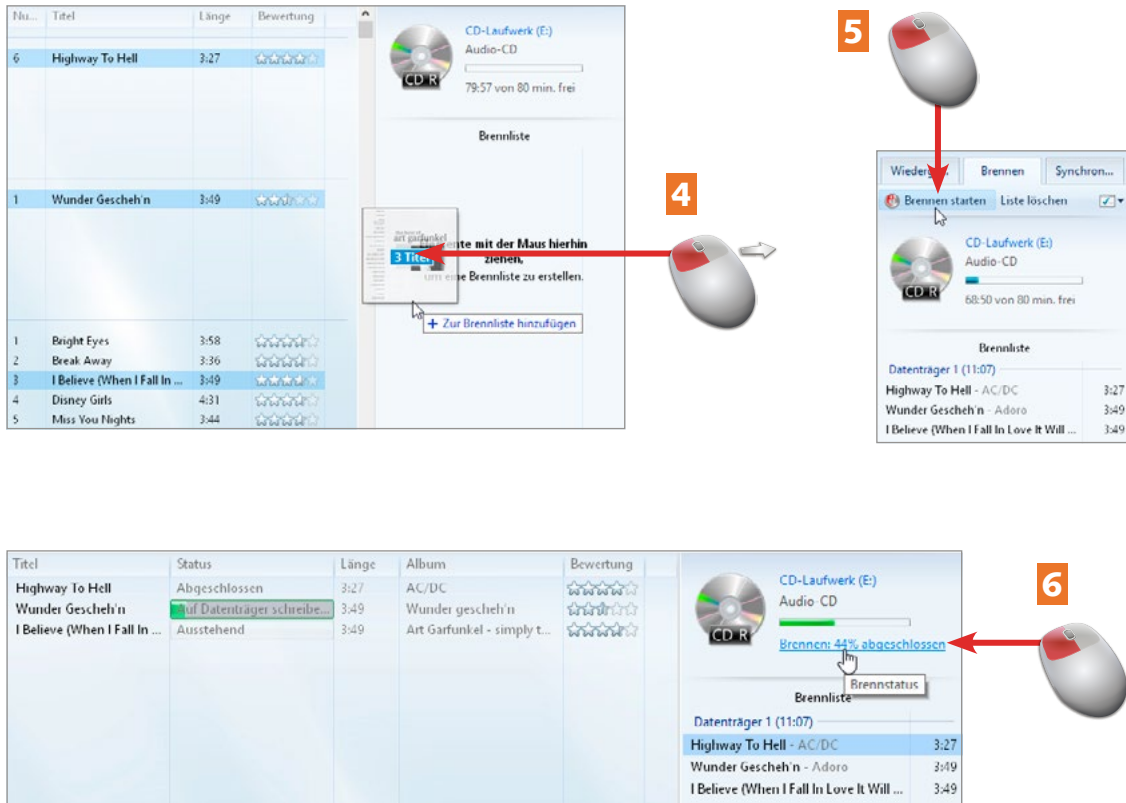 Nu... Titel Länge Bewertung
6 Highway To Hell 3:27
1 Wunder Gescheh'n 3:49
1 Bright Eyes 3:58
2 Break Away 3:36
3 I Believe (When I Fall In ... 3:49
4 Disney Girls 4:31
5 Miss You Nights 3:44
CD-Laufwerk (E:)
Audio-CD
CD-R
79:57 von 80 min. frei
Brennliste
art garfunkel
3 Titel
ente mit der Maus hierhin
ziehen,
um eine Brennliste zu erstellen.
+ Zur Brennliste hinzufügen
4
5
Wiederg... Brennen Synchron...
Brennen starten Liste löschen
CD-Laufwerk (E:)
Audio-CD
CD-R
68:50 von 80 min. frei
Brennliste
Datenträger 1 (11:07)
Highway To Hell - AC/DC 3:27
Wunder Gescheh'n - Adoro 3:49
I Believe (When I Fall In Love It Will ... 3:49
Titel Status Länge Album Bewertung
Highway To Hell Abgeschlossen 3:27 AC/DC
Wunder Gescheh'n Auf Datenträger schreibe... 3:49 Wunder gescheh'n
I Believe (When I Fall In ... Ausstehend 3:49 Art Garfunkel - simply t...
CD-Laufwerk (E:)
Audio-CD
CD-R
Brennen: 44% abgeschlossen
Brennstatus
Brennliste
Datenträger 1 (11:07)
Highway To Hell - AC/DC 3:27
Wunder Gescheh'n - Adoro 3:49
I Believe (When I Fall In Love It Will ... 3:49
6